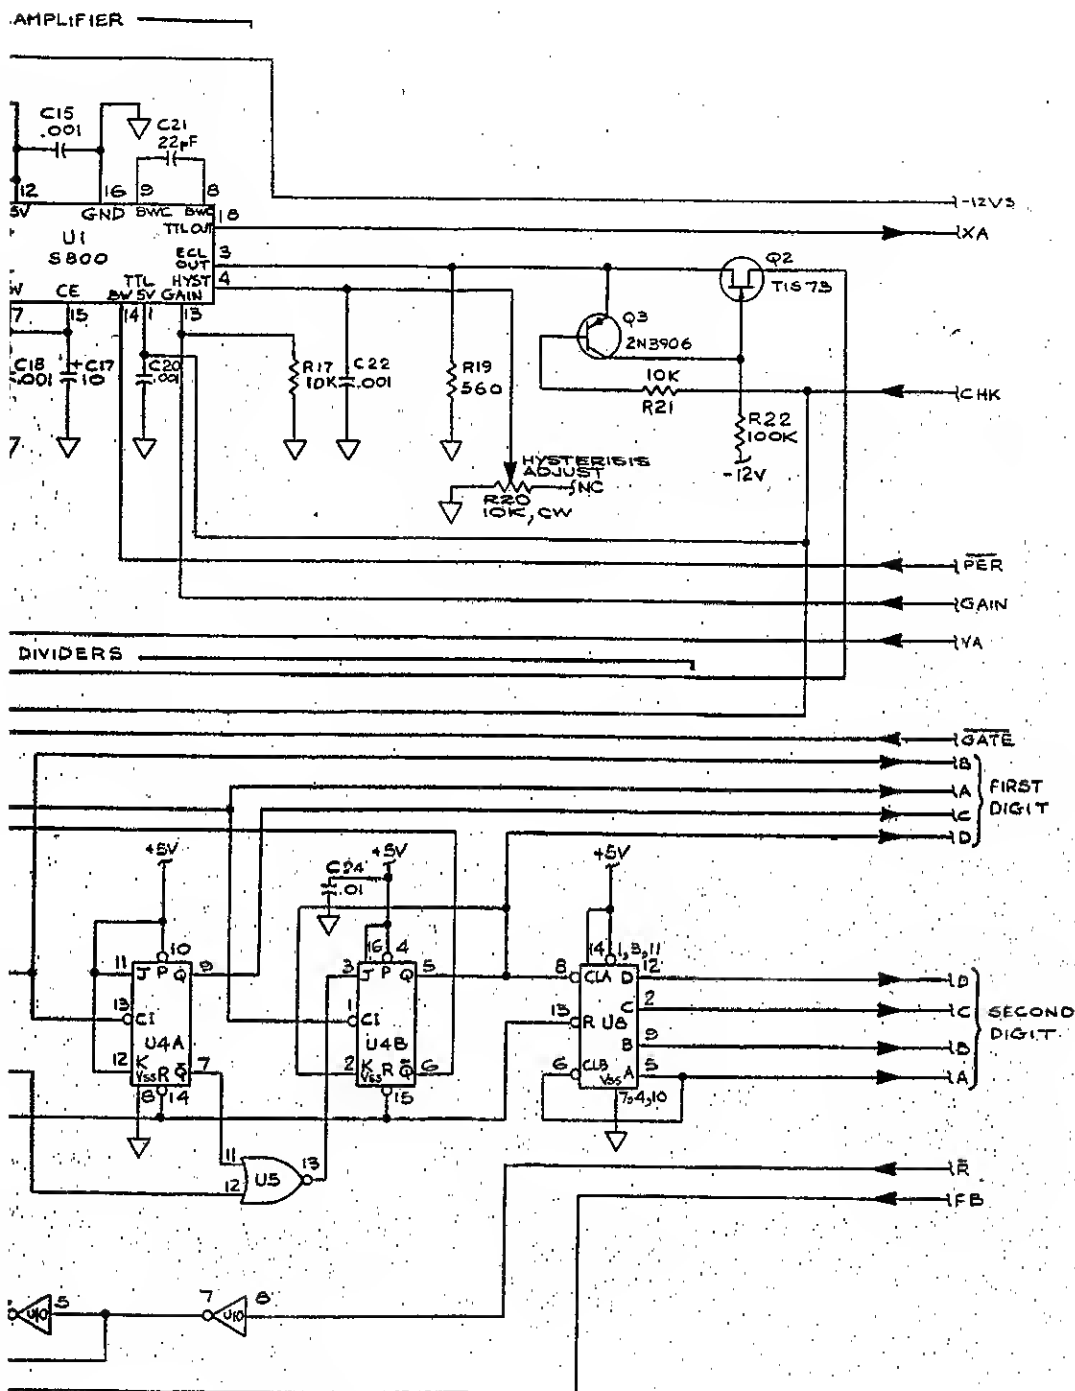 AMPLIFIER
C15
.001
C21
22pF
12
16
9
8
5V
GND
BWC
BWC
18
TTL OUT
U1
S800
ECL
OUT
3
HYST
4
W
CE
TTL
BW
5V
GAIN
7
15
14
1
13
-12V3
XA
Q2
TIS73
Q3
2N3906
C18
.001
C17
10
C20
.001
R17
10K
C22
.001
R19
560
10K
R21
CHK
R22
100K
-12V
HYSTERISIS
ADJUST
NC
R20
10K, CW
PER
GAIN
VA
DIVIDERS
GATE
B
A
C
D
FIRST
DIGIT
+5V
C24
.01
+5V
+5V
10
16
4
14
1, 3, 11
11
J
P
Q
9
3
J
P
Q
5
8
CLA
D
12
13
CI
1
CI
13
R
U8
C
2
U4A
U4B
B
9
12
K
VSS
R
Q̅
7
2
K
VSS
R
Q̅
6
6
CLB
VSS
A
5
8
14
15
7, 4, 10
D
C
B
A
SECOND
DIGIT
11
12
U5
13
R̅
FB
U10
5
7
U10
6